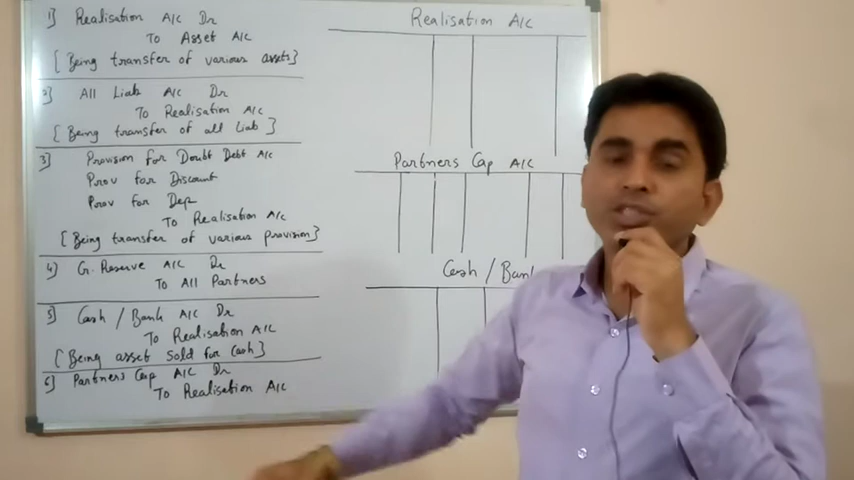 1] Realisation A/C Dr
To Asset A/C
[Being transfer of various assets]
2] All Liab A/C Dr
To Realisation A/C
[Being transfer of all Liab]
3] Provision for Doubt Debt A/C
Prov for Discount
Prov for Dep
To Realisation A/C
[Being transfer of various provision]
4] G. Reserve A/C Dr
To All Partners
5] Cash / Bank A/C Dr
To Realisation A/C
[Being asset sold for Cash]
6] Partners Cap A/C Dr
To Realisation A/C
Realisation A/C
Partners Cap A/C
Cash / Bank